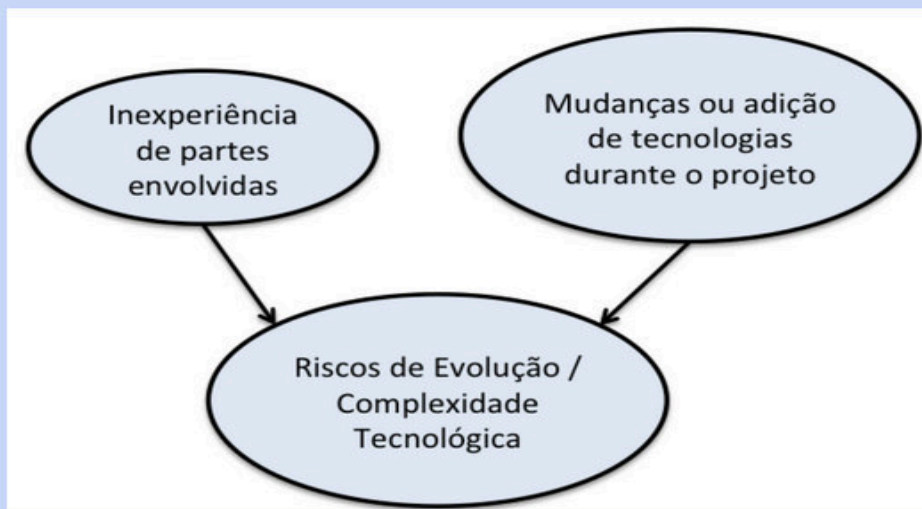 Inexperiência
de partes
envolvidas
Mudanças ou adição
de tecnologias
durante o projeto
Riscos de Evolução /
Complexidade
Tecnológica